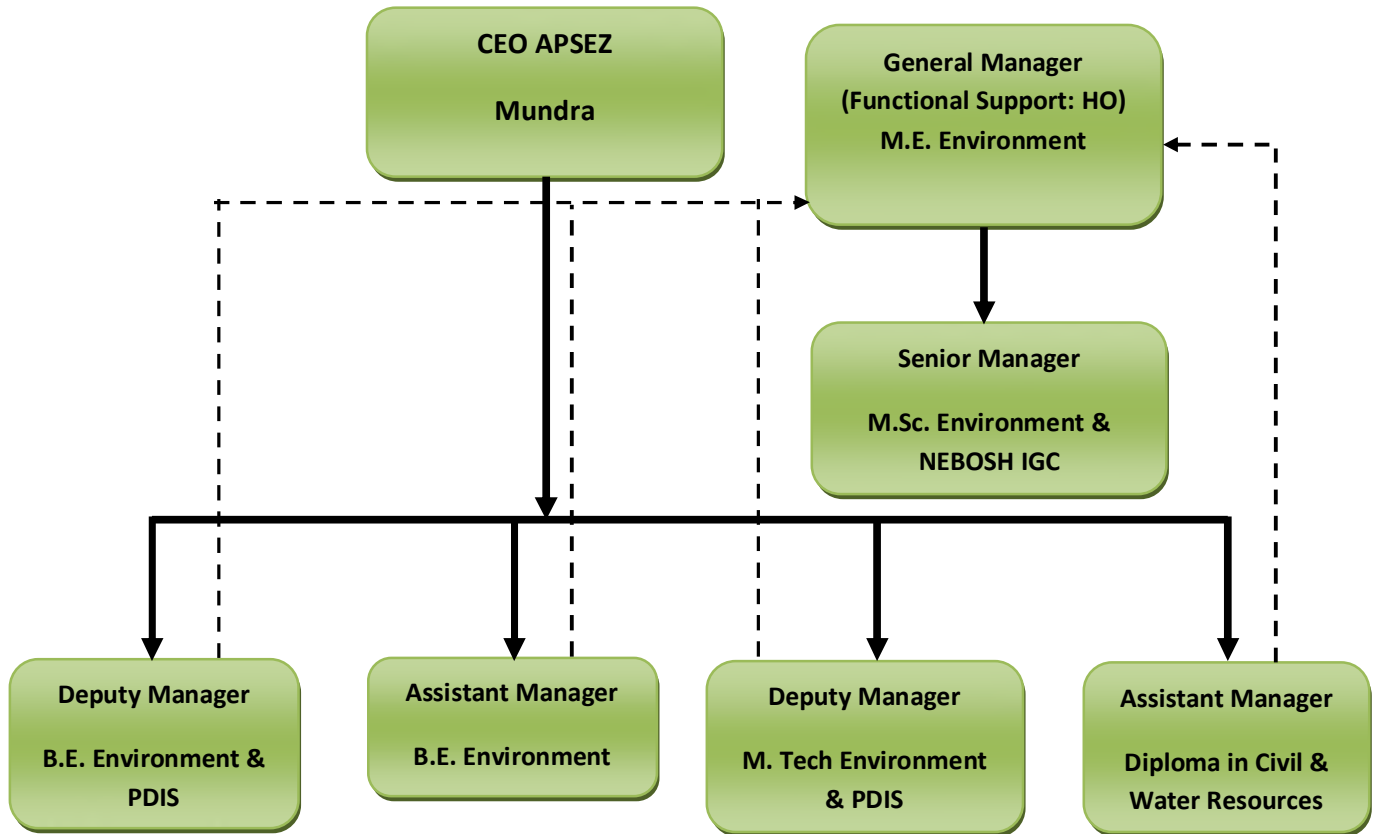 CEO APSEZ
Mundra
General Manager
(Functional Support: HO)
M.E. Environment
Senior Manager
M.Sc. Environment &
NEBOSH IGC
Deputy Manager
B.E. Environment &
PDIS
Assistant Manager
B.E. Environment
Deputy Manager
M. Tech Environment
& PDIS
Assistant Manager
Diploma in Civil &
Water Resources